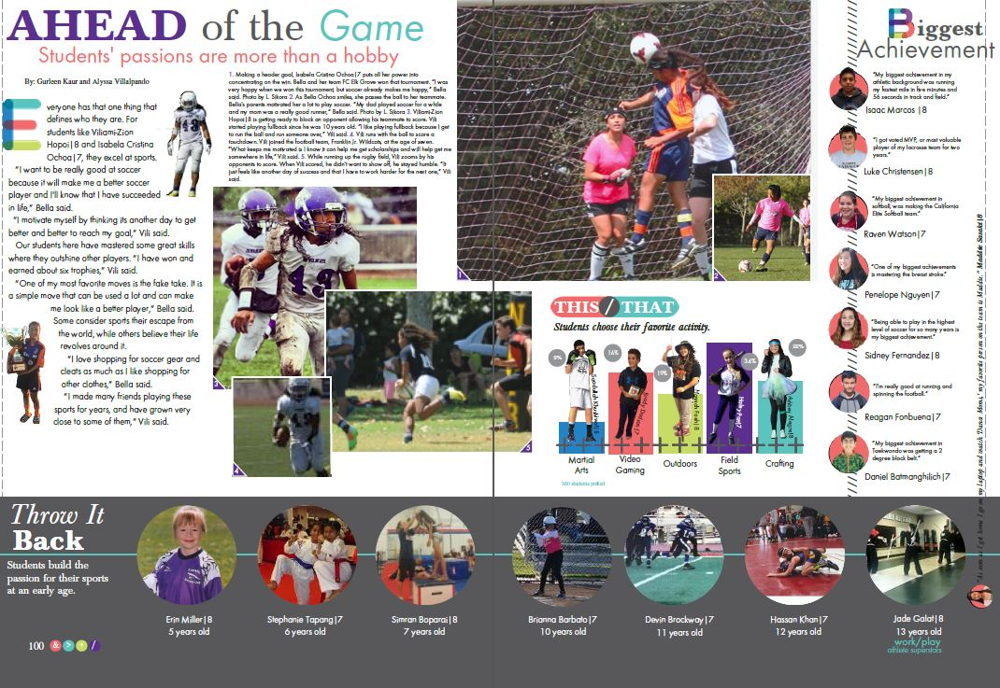 AHEAD of the Game
Students' passions are more than a hobby
By: Gurleen Kaur and Alyssa Villalpando
Everyone has that one thing that
defines who they are. For
students like Viliami-Zion
Hopoi|8 and Isabela Cristina
Ochoa|7, they excel at sports.
"I want to be really good at soccer
because it will make me a better soccer
player and I'll know that I have succeeded
in life," Bella said.
"I motivate myself by thinking its another day to get
better and better to reach my goal," Vili said.
Our students here have mastered some great skills
where they outshine other players. "I have won and
earned about six trophies," Vili said.
"One of my most favorite moves is the fake take. It is
a simple move that can be used a lot and can make
me look like a better player," Bella said.
Some consider sports their escape from
the world, while others believe their life
revolves around it.
"I love shopping for soccer gear and
cleats as much as I like shopping for
other clothes," Bella said.
"I made many friends playing these
sports for years, and have grown very
close to some of them," Vili said.
1. Making a header goal, Isabela Cristina Ochoa|7 puts all her power into
concentrating on the win. Bella and her team FC Elk Grove won that tournament. "I was
very happy when we won this tournament, but soccer already makes me happy," Bella
said. Photo by L. Sikora 2. As Bella Ochoa smiles, she passes the ball to her teammate.
Bella's parents motivated her a lot to play soccer. "My dad played soccer for a while
and my mom was a really good runner," Bella said. Photo by L. Sikora 3. Viliami-Zion
Hopoi|8 is getting ready to block an opponent allowing his teammate to score. Vili
started playing fullback since he was 10 years old. "I like playing fullback because I get
to run the ball and run someone over," Vili said. 4. Vili runs with the ball to score a
touchdown. Vili joined the football team, Franklin Jr. Wildcats, at the age of seven.
"What keeps me motivated is I know it can help me get scholarships and will help get me
somewhere in life," Vili said. 5. While running up the rugby field, Vili zooms by his
opponents to score. When Vili scored, he didn't want to show off, he stayed humble. "It
just feels like another day of success and that I have to work harder for the next one," Vili
said.
1
2
3
4
5
43
THIS/THAT
Students choose their favorite activity.
9%
16%
19%
34%
22%
Martial
Arts
Video
Gaming
Outdoors
Field
Sports
Crafting
360 students polled
Biggest
Achievement
"My biggest achievement in my
athletic background was running
my fastest mile in five minutes and
56 seconds in track and field."
Isaac Marcos|8
"I got voted MVP, or most valuable
player of my lacrosse team for two
years."
Luke Christensen|8
"My biggest achievement in
softball, was making the California
Elite Softball team."
Raven Watson|7
"One of my biggest achievements
is mastering the breast stroke."
Penelope Nguyen|7
"Being able to play in the highest
level of soccer for so many years is
my biggest achievement."
Sidney Fernandez|8
"I'm really good at running and
spinning the football."
Reagan Fonbuena|7
"My biggest achievement in
Taekwondo was getting a 2
degree black belt."
Daniel Batmanghilich|7
my laptop and watch 'Dance Moms,' my favorite person on the team is Maddie." Maddie Sasaki|8
Throw It
Back
Students build the
passion for their sports
at an early age.
Erin Miller|8
5 years old
Stephanie Tapang|7
6 years old
Simran Boparai|8
7 years old
Brianna Barbato|7
10 years old
Devin Brockway|7
11 years old
Hassan Khan|7
12 years old
Jade Galat|8
13 years old
100 & > + /
work/play
athlete superstars